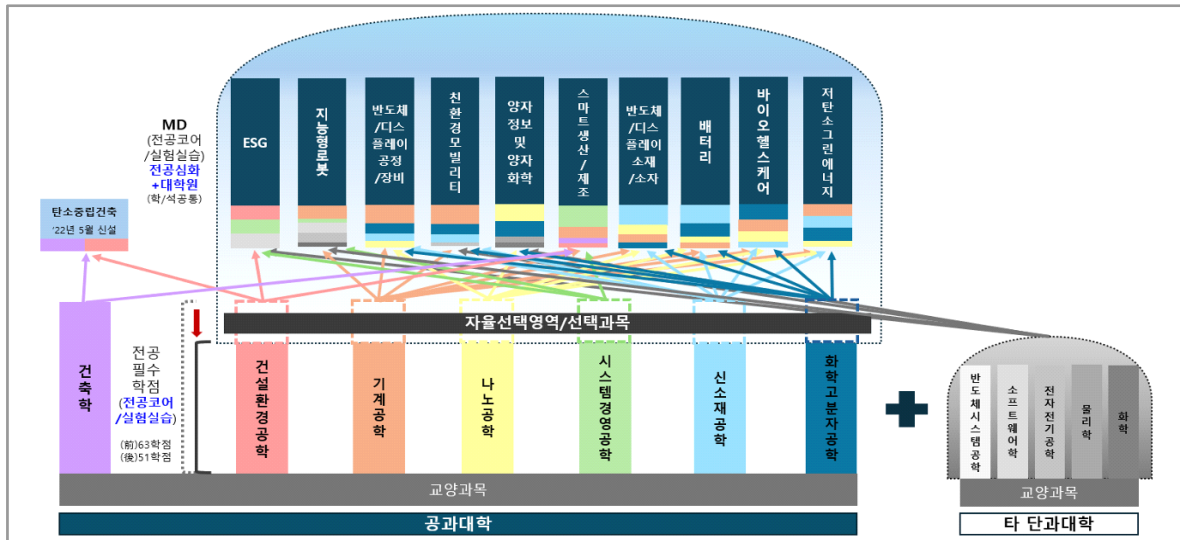 MD
(전공코어
/실험실습)
전공심화
+대학원
(학/석공통)
ESG
지능형로봇
반도체
/디스
플레이
공정
/장비
친환경모빌리티
양자
정보
및
양자
화학
스마트생산/제조
반도체
/디스
플레이
소재
/소자
배터리
바이오헬스케어
저탄소그린에너지
탄소중립건축
'22년 5월 신설
자율선택영역/선택과목
건축학
전공
필수
학점
(전공코어
/실험실습)
(前)63학점
(後)51학점
건설환경공학
기계공학
나노공학
시스템경영공학
신소재공학
화학고분자공학
반도체시스템공학
소프트웨어학
전자전기공학
물리학
화학
교양과목
교양과목
공과대학
타 단과대학